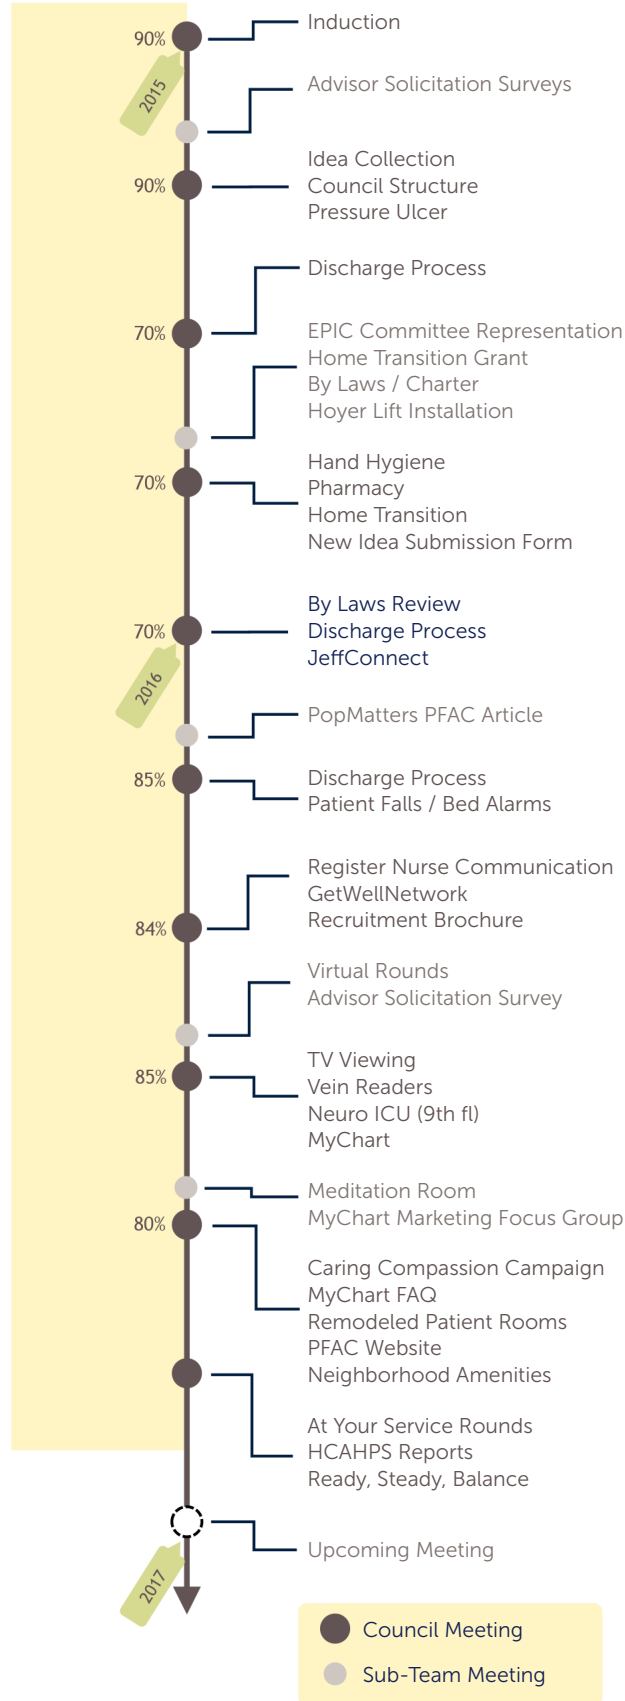 Induction
90%
2015
Advisor Solicitation Surveys
Idea Collection
90%
Council Structure
Pressure Ulcer
Discharge Process
70%
EPIC Committee Representation
Home Transition Grant
By Laws / Charter
Hoyer Lift Installation
Hand Hygiene
70%
Pharmacy
Home Transition
New Idea Submission Form
By Laws Review
70%
Discharge Process
JeffConnect
2016
PopMatters PFAC Article
85%
Discharge Process
Patient Falls / Bed Alarms
Register Nurse Communication
GetWellNetwork
Recruitment Brochure
84%
Virtual Rounds
Advisor Solicitation Survey
TV Viewing
85%
Vein Readers
Neuro ICU (9th fl)
MyChart
Meditation Room
MyChart Marketing Focus Group
80%
Caring Compassion Campaign
MyChart FAQ
Remodeled Patient Rooms
PFAC Website
Neighborhood Amenities
At Your Service Rounds
HCAHPS Reports
Ready, Steady, Balance
Upcoming Meeting
2017
Council Meeting
Sub-Team Meeting